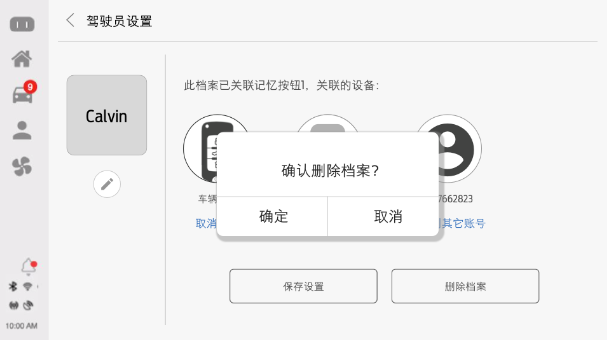 驾驶员设置
9
Calvin
此档案已关联记忆按钮1，关联的设备：
确认删除档案?
确定
取消
车辆
7662823
取消
其它账号
保存设置
删除档案
10:00 AM